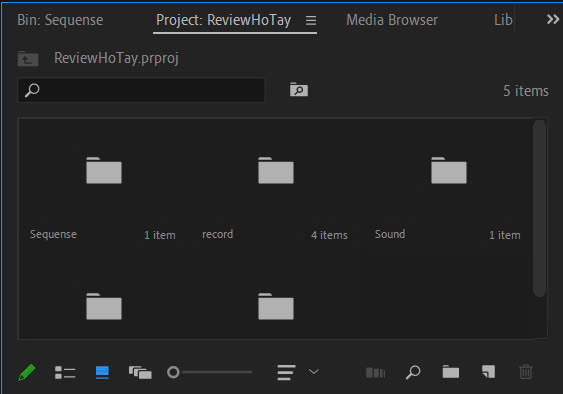 Bin: Sequense Project: ReviewHoTay Media Browser Lib
ReviewHoTay.prproj
5 items
Sequense 1 item record 4 items Sound 1 item